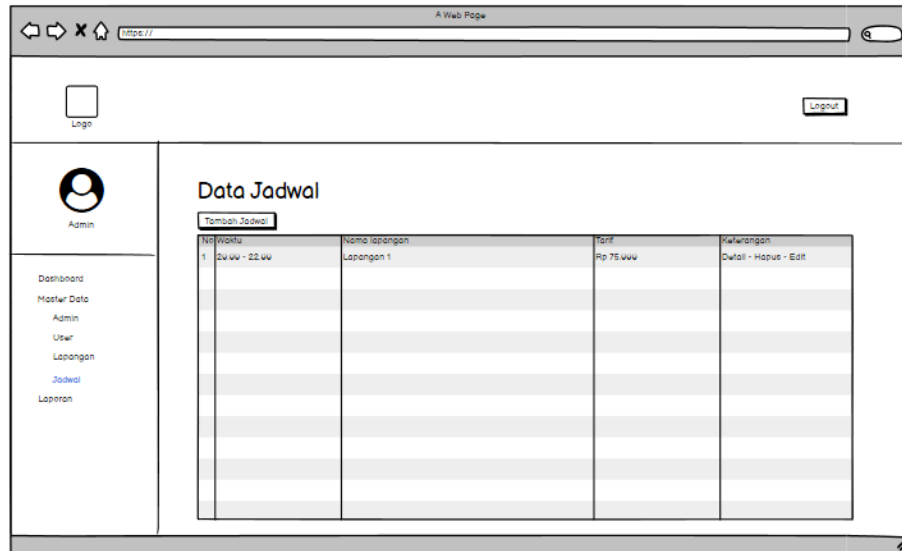 A Web Page
https://
Logo
Logout
Admin
Data Jadwal
Tambah Jadwal
No Waktu Nama lapangan Tarif Keterangan
1 20.00 - 22.00 Lapangan 1 Rp 75.000 Detail - Hapus - Edit
Dashboard
Master Data
Admin
User
Lapangan
Jadwal
Laporan